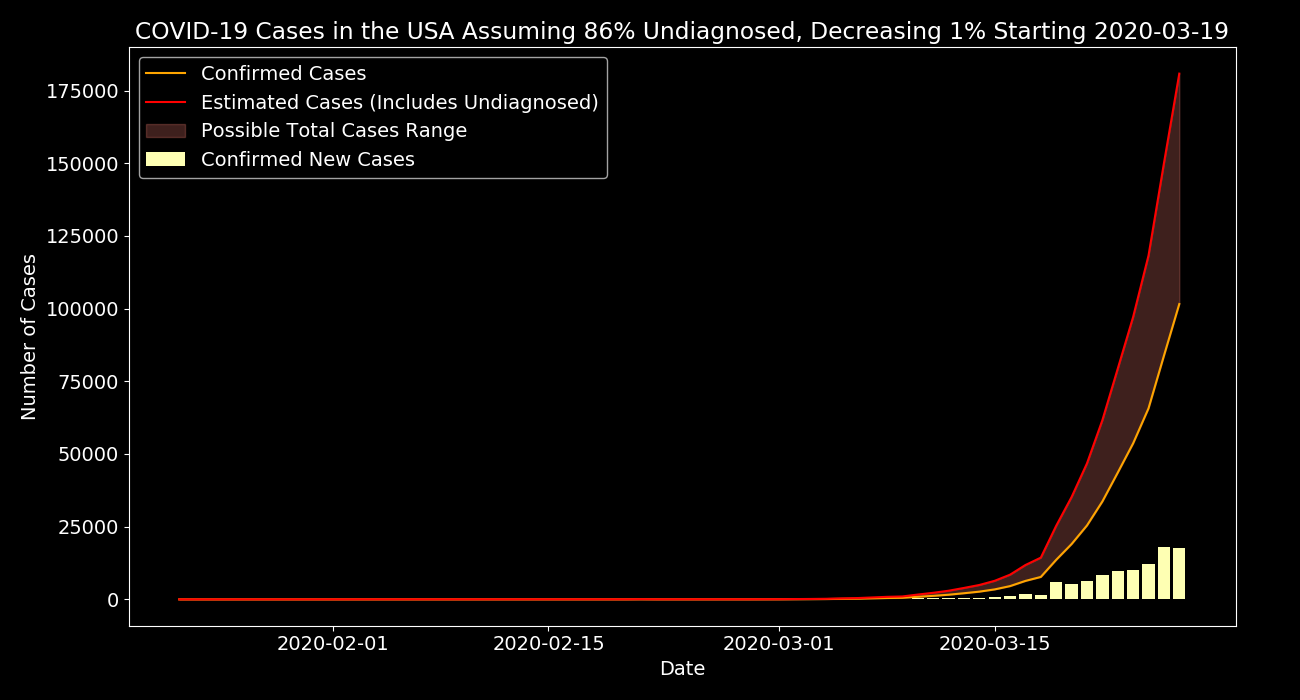 COVID-19 Cases in the USA Assuming 86% Undiagnosed, Decreasing 1% Starting 2020-03-19
Confirmed Cases
Estimated Cases (Includes Undiagnosed)
Possible Total Cases Range
Confirmed New Cases
175000
150000
125000
100000
75000
50000
25000
0
Number of Cases
2020-02-01
2020-02-15
2020-03-01
2020-03-15
Date